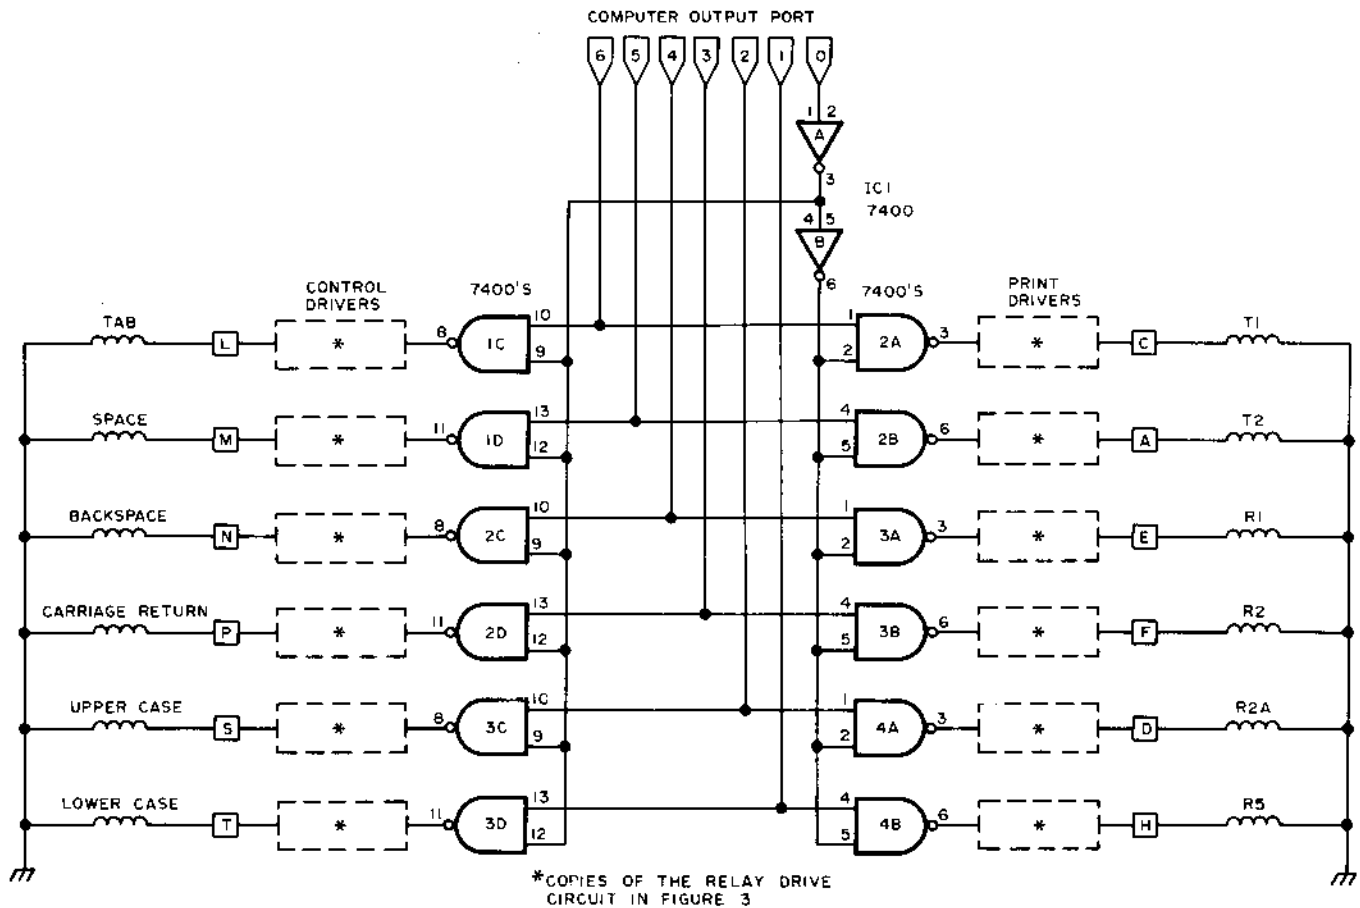 COMPUTER OUTPUT PORT
6 5 4 3 2 1 0
1 2
A
3
IC1
7400
4 5
B
6
CONTROL
DRIVERS
7400'S
7400'S
PRINT
DRIVERS
TAB L * 8 1C 10 9 1 2 2A 3 * C T1
SPACE M * 11 1D 13 12 4 5 2B 6 * A T2
BACKSPACE N * 8 2C 10 9 1 2 3A 3 * E R1
CARRIAGE RETURN P * 11 2D 13 12 4 5 3B 6 * F R2
UPPER CASE S * 8 3C 10 9 1 2 4A 3 * D R2A
LOWER CASE T * 11 3D 13 12 4 5 4B 6 * H R5
*COPIES OF THE RELAY DRIVE
CIRCUIT IN FIGURE 3